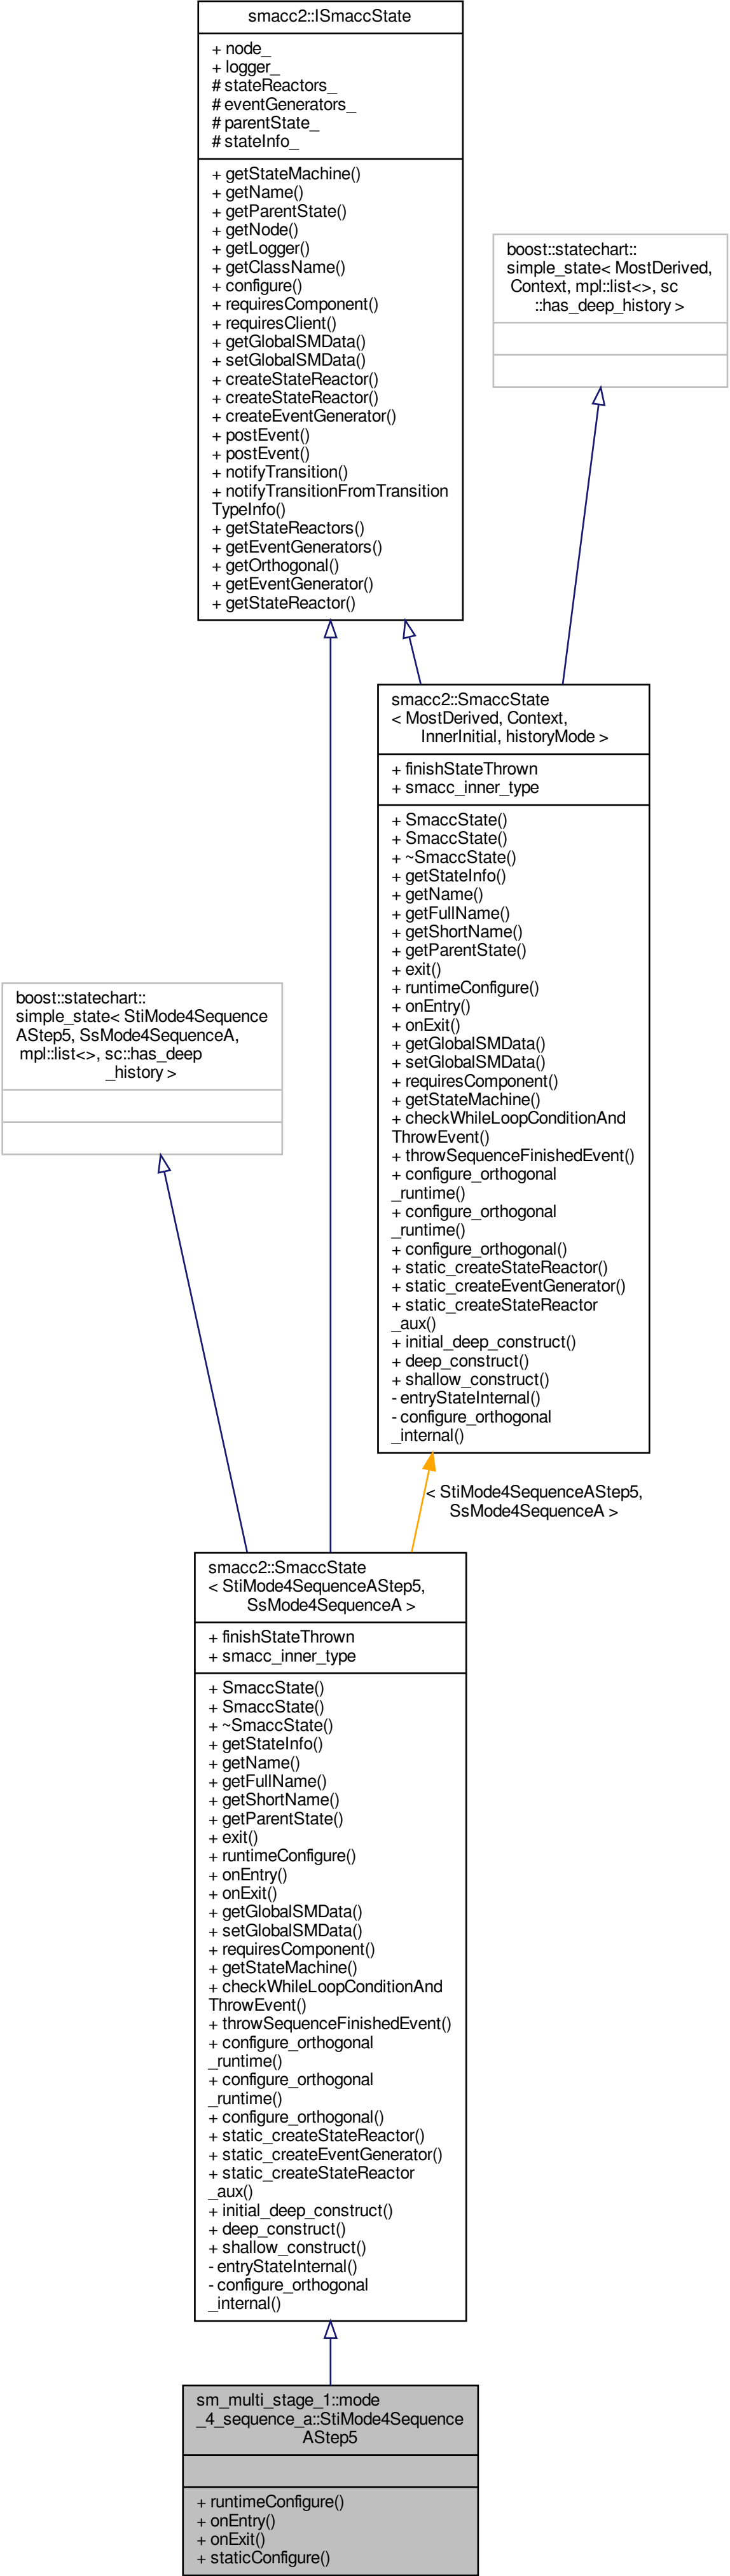 smacc2::ISmaccState
+ node_
+ logger_
# stateReactors_
# eventGenerators_
# parentState_
# stateInfo_
+ getStateMachine()
+ getName()
+ getParentState()
+ getNode()
+ getLogger()
+ getClassName()
+ configure()
+ requiresComponent()
+ requiresClient()
+ getGlobalSMData()
+ setGlobalSMData()
+ createStateReactor()
+ createStateReactor()
+ createEventGenerator()
+ postEvent()
+ postEvent()
+ notifyTransition()
+ notifyTransitionFromTransition
TypeInfo()
+ getStateReactors()
+ getEventGenerators()
+ getOrthogonal()
+ getEventGenerator()
+ getStateReactor()
boost::statechart::
simple_state< MostDerived,
Context, mpl::list<>, sc
::has_deep_history >
smacc2::SmaccState
< MostDerived, Context,
InnerInitial, historyMode >
+ finishStateThrown
+ smacc_inner_type
+ SmaccState()
+ SmaccState()
+ ~SmaccState()
+ getStateInfo()
+ getName()
+ getFullName()
+ getShortName()
+ getParentState()
+ exit()
+ runtimeConfigure()
+ onEntry()
+ onExit()
+ getGlobalSMData()
+ setGlobalSMData()
+ requiresComponent()
+ getStateMachine()
+ checkWhileLoopConditionAnd
ThrowEvent()
+ throwSequenceFinishedEvent()
+ configure_orthogonal
_runtime()
+ configure_orthogonal
_runtime()
+ configure_orthogonal()
+ static_createStateReactor()
+ static_createEventGenerator()
+ static_createStateReactor
_aux()
+ initial_deep_construct()
+ deep_construct()
+ shallow_construct()
- entryStateInternal()
- configure_orthogonal
_internal()
boost::statechart::
simple_state< StiMode4Sequence
AStep5, SsMode4SequenceA,
mpl::list<>, sc::has_deep
_history >
< StiMode4SequenceAStep5,
SsMode4SequenceA >
smacc2::SmaccState
< StiMode4SequenceAStep5,
SsMode4SequenceA >
+ finishStateThrown
+ smacc_inner_type
+ SmaccState()
+ SmaccState()
+ ~SmaccState()
+ getStateInfo()
+ getName()
+ getFullName()
+ getShortName()
+ getParentState()
+ exit()
+ runtimeConfigure()
+ onEntry()
+ onExit()
+ getGlobalSMData()
+ setGlobalSMData()
+ requiresComponent()
+ getStateMachine()
+ checkWhileLoopConditionAnd
ThrowEvent()
+ throwSequenceFinishedEvent()
+ configure_orthogonal
_runtime()
+ configure_orthogonal
_runtime()
+ configure_orthogonal()
+ static_createStateReactor()
+ static_createEventGenerator()
+ static_createStateReactor
_aux()
+ initial_deep_construct()
+ deep_construct()
+ shallow_construct()
- entryStateInternal()
- configure_orthogonal
_internal()
sm_multi_stage_1::mode
_4_sequence_a::StiMode4Sequence
AStep5
+ runtimeConfigure()
+ onEntry()
+ onExit()
+ staticConfigure()